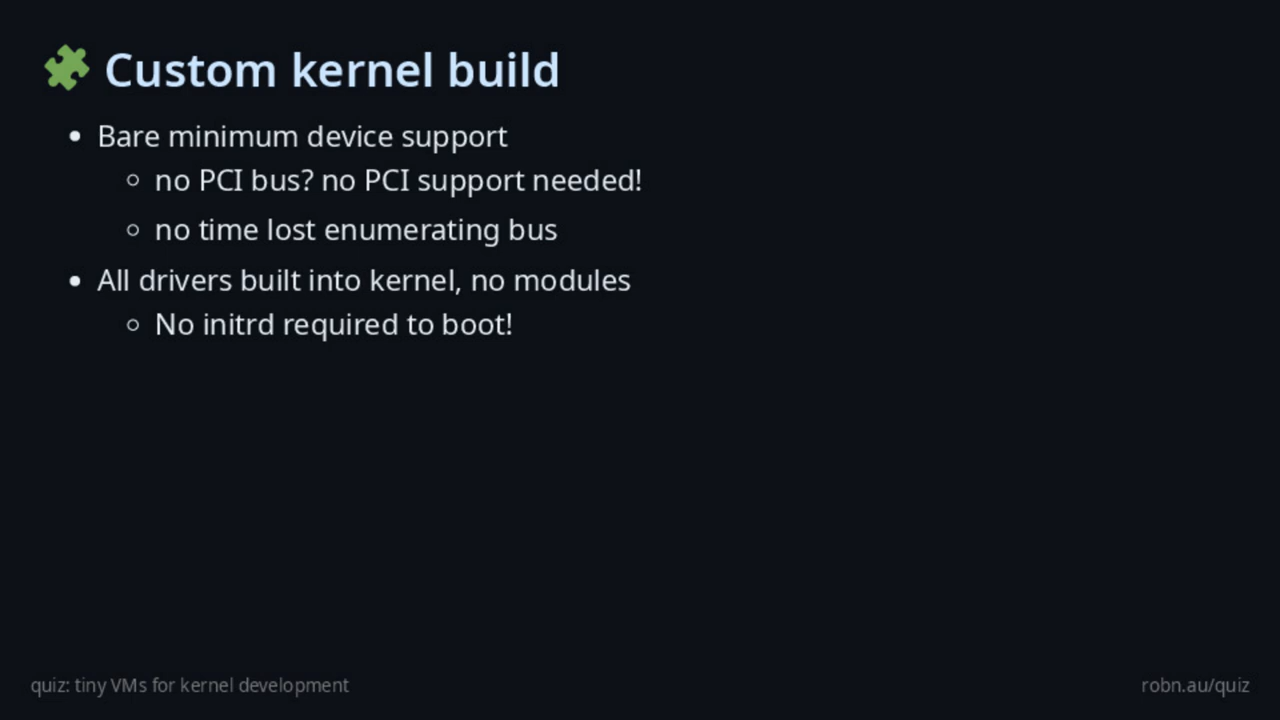 Custom kernel build
Bare minimum device support
no PCI bus? no PCI support needed!
no time lost enumerating bus
All drivers built into kernel, no modules
No initrd required to boot!
quiz: tiny VMs for kernel development
robn.au/quiz